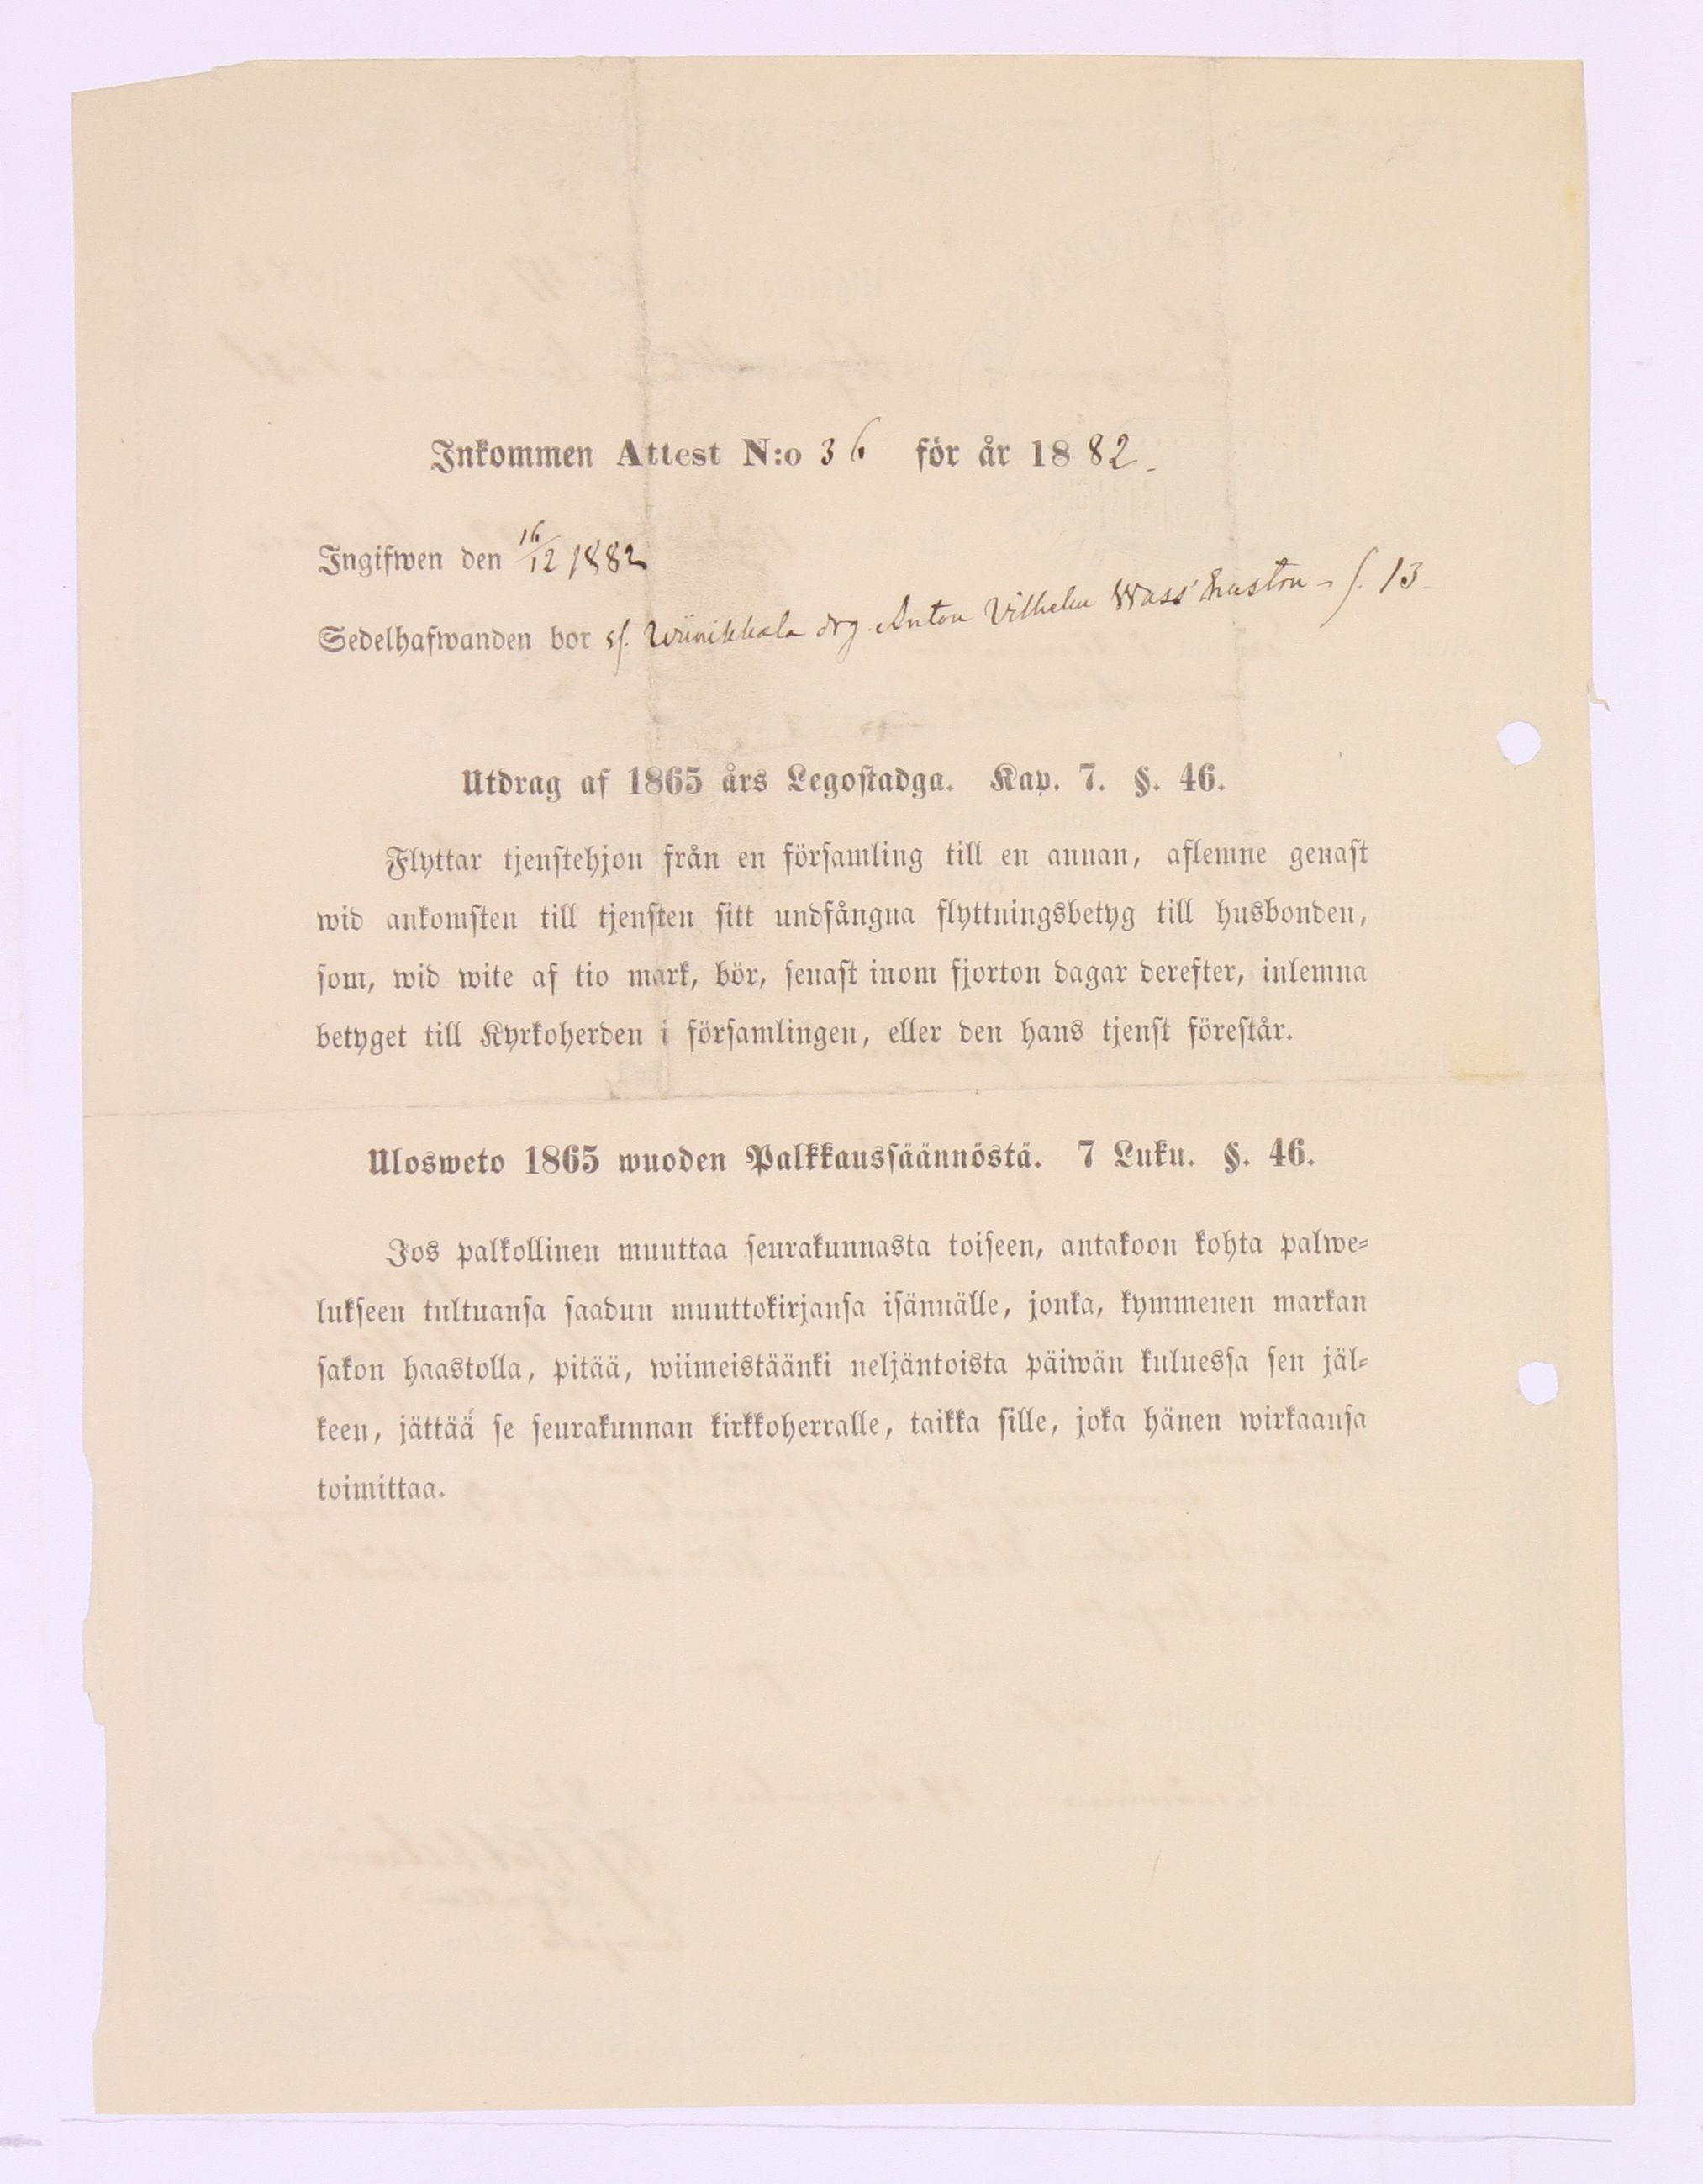 Inkommen Attest N:o 36 för år 1882.
Ingifwen den 16/12 1882
Sedelhafwanden bor Wiinikkala drg. Anton Vilhelm Wass hustru - f. 13
Utdrag af 1865 års Legostadga. Kap. 7. §. 46.
Flyttar tjenstehjon från en församling till en annan, aflemne genast
wid ankomsten till tjensten sitt undfångna flyttningsbetyg till husbonden,
som, wid wite af tio mark, bör, senast inom fjorton dagar derefter, inlemna
betyget till Kyrkoherden i församlingen, eller den hans tjenst förestår.
Ulosweto 1865 wuoden Palkkaussäännöstä. 7 Luku. §. 46.
Jos palkollinen muuttaa seurakunnasta toiseen, antakoon kohta palwe-
lukseen tultuansa saadun muuttokirjansa isännälle, jonka, kymmenen markan
sakon haastolla, pitää, wiimeistäänki neljäntoista päiwän kuluessa sen jäl-
keen, jättää se seurakunnan kirkkoherralle, taikka sille, joka hänen wirkaansa
toimittaa.